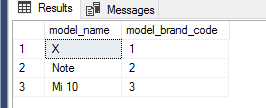 Results Messages
model_name model_brand_code
1 X 1
2 Note 2
3 Mi 10 3